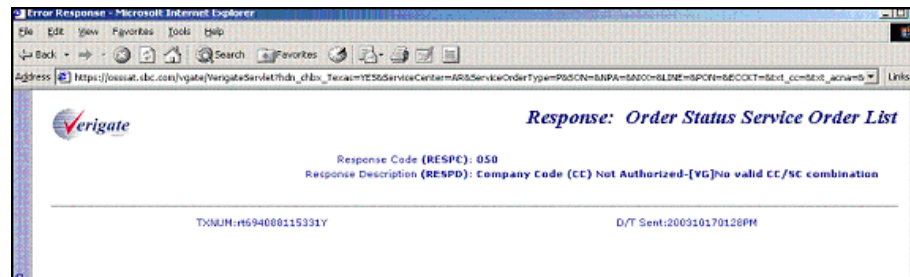 Error Response - Microsoft Internet Explorer
File Edit View Favorites Tools Help
Back Search Favorites
Address https://osssat.sbc.com/vgate/VerigateServlet?hdn_chbx_Texas=YES&ServiceCenter=AR&ServiceOrderType=P&SON=&NPA=&NXX=&LINE=&PON=&ECCKT=&txt_cc=&txt_acna=& Links
Verigate
Response: Order Status Service Order List
Response Code (RESPC): 050
Response Description (RESPD): Company Code (CC) Not Authorized-[VG]No valid CC/SC combination
TXNUM:rt694088115331Y
D/T Sent:200310170128PM